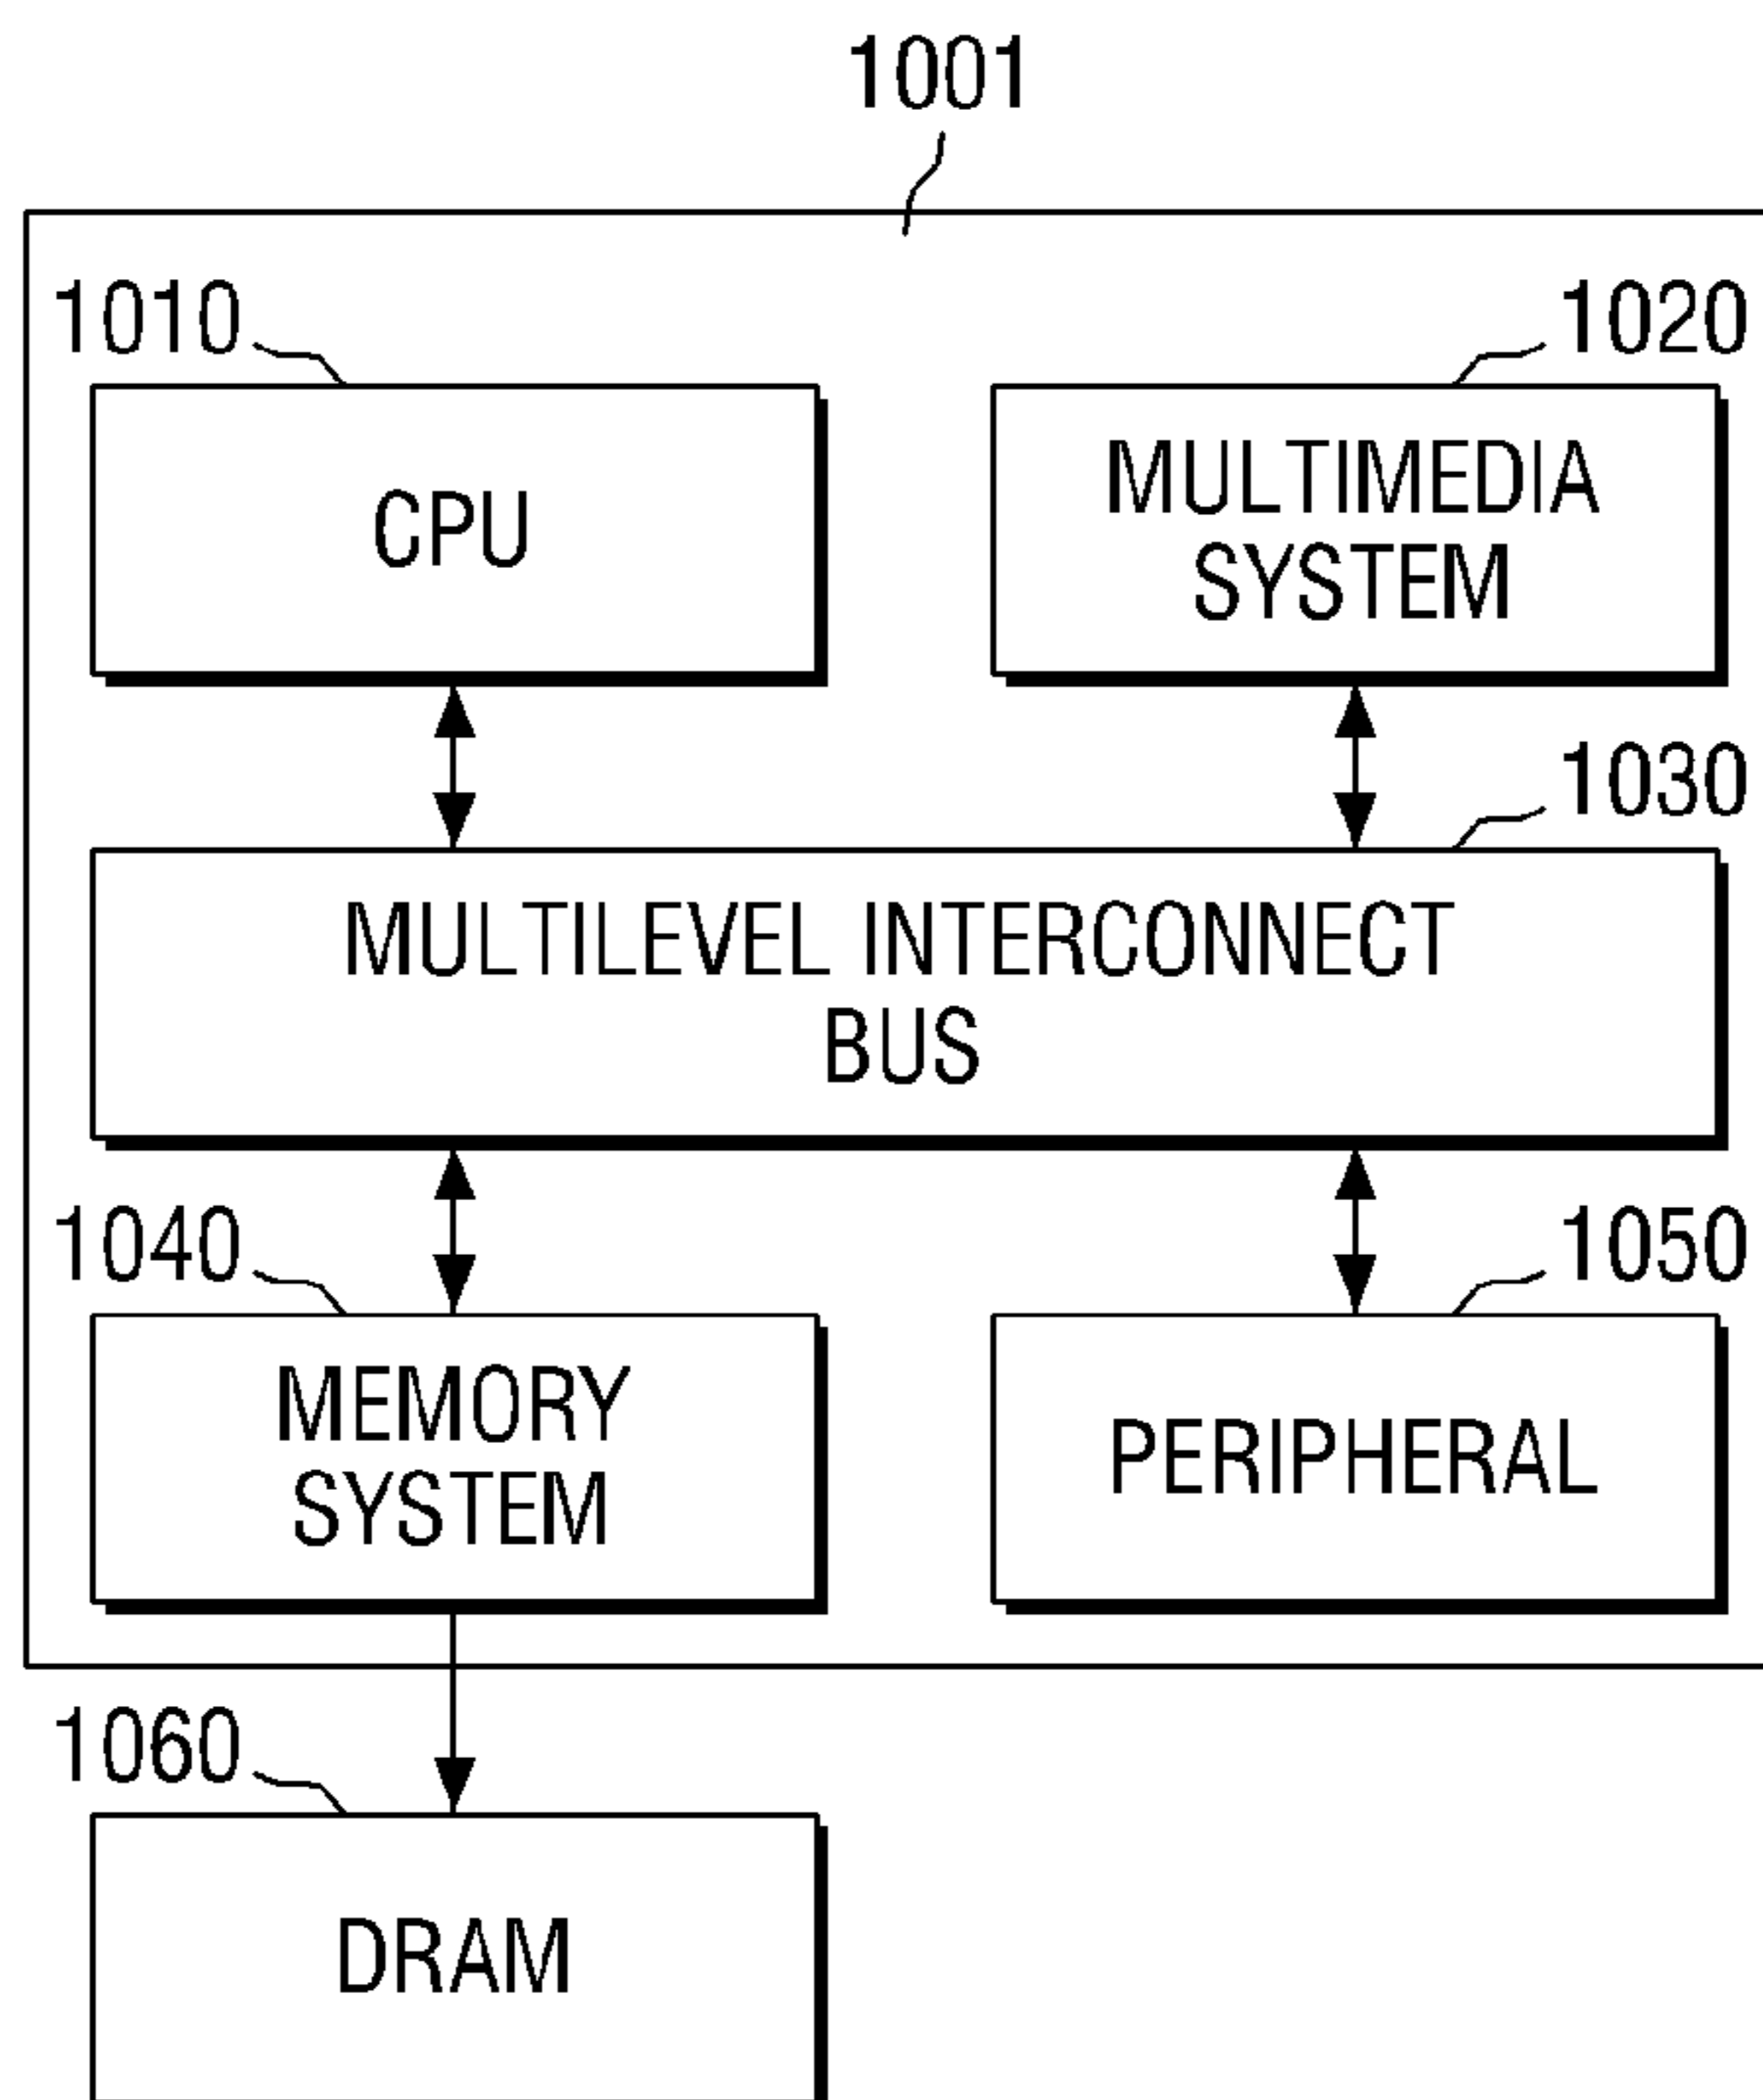 1001
1010
1020
CPU
MULTIMEDIA
SYSTEM
1030
MULTILEVEL INTERCONNECT
BUS
1040
1050
MEMORY
SYSTEM
PERIPHERAL
1060
DRAM